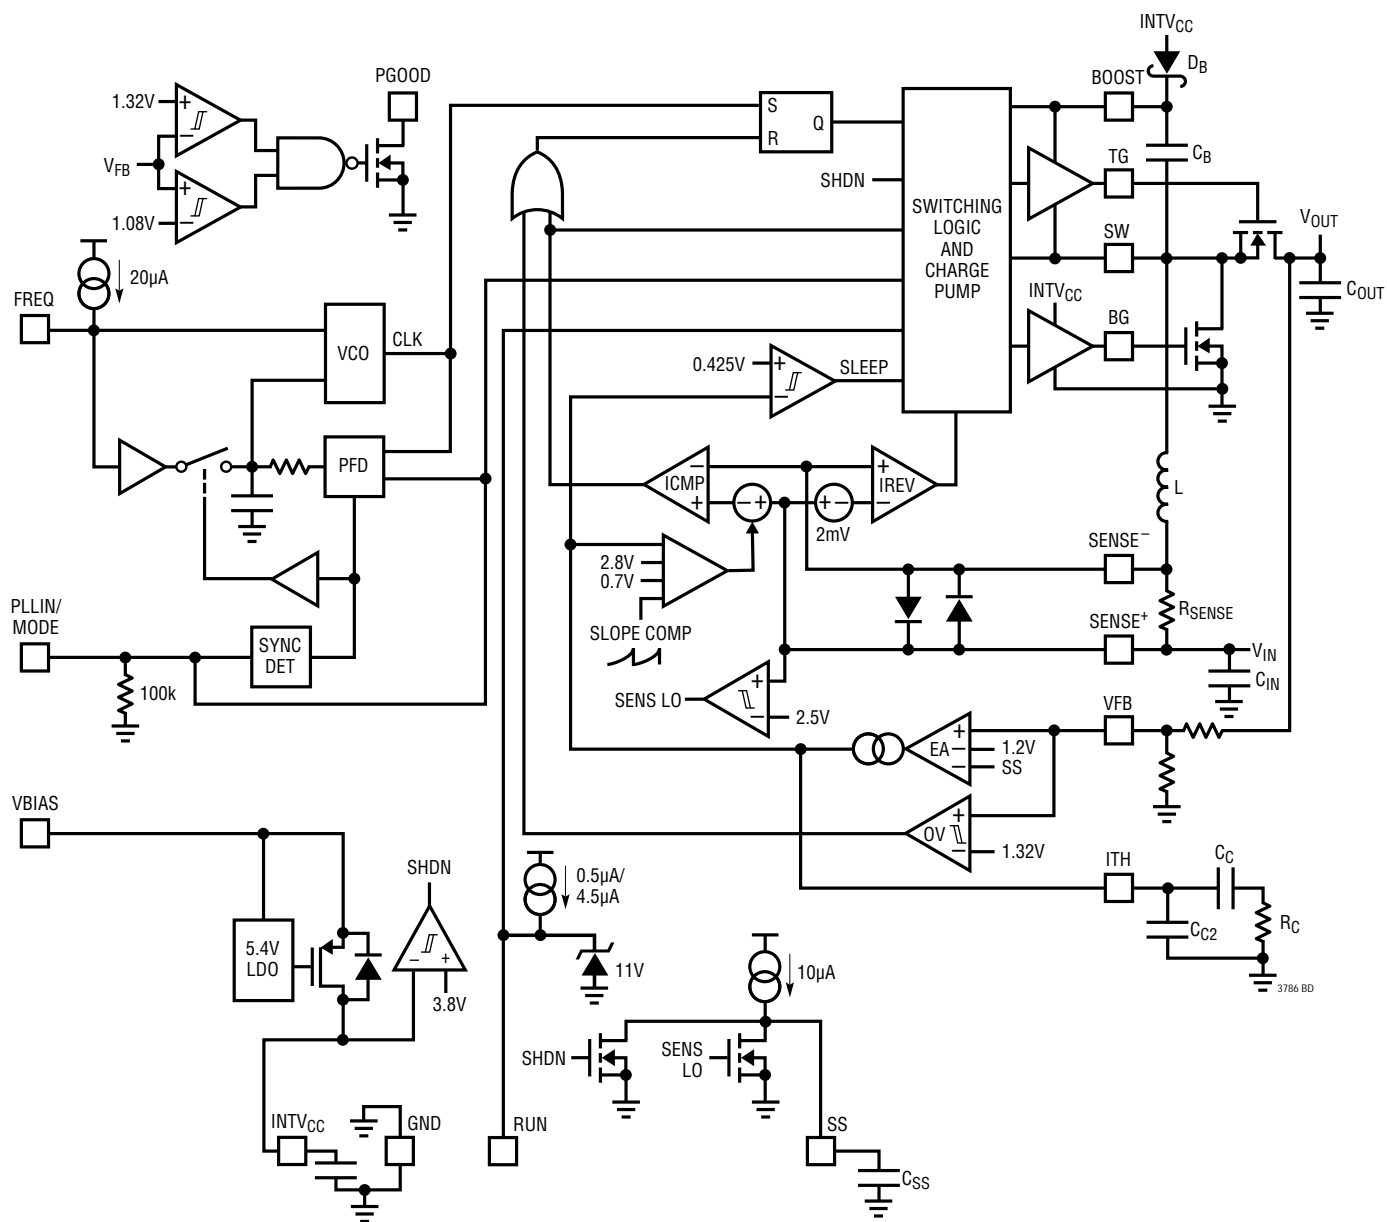 INTVCC
DB
PGOOD
BOOST
1.32V
+
−
S
R
Q
VFB
SHDN
CB
TG
+
−
1.08V
SWITCHING
LOGIC
AND
CHARGE
PUMP
SW
VOUT
20µA
FREQ
INTVCC
COUT
VCO
CLK
BG
0.425V
+
−
SLEEP
PFD
ICMP
−
+
− +
+ −
2mV
+
−
IREV
L
2.8V
0.7V
SLOPE COMP
SENSE−
PLLIN/
MODE
SYNC
DET
100k
SENSE+
RSENSE
VIN
CIN
SENS LO
+
−
2.5V
VFB
EA
+
−
−
1.2V
SS
VBIAS
OV
+
−
1.32V
SHDN
0.5µA/
4.5µA
ITH
CC
5.4V
LDO
−
+
3.8V
11V
10µA
CC2
RC
3786 BD
SHDN
SENS
LO
INTVCC
GND
RUN
SS
CSS